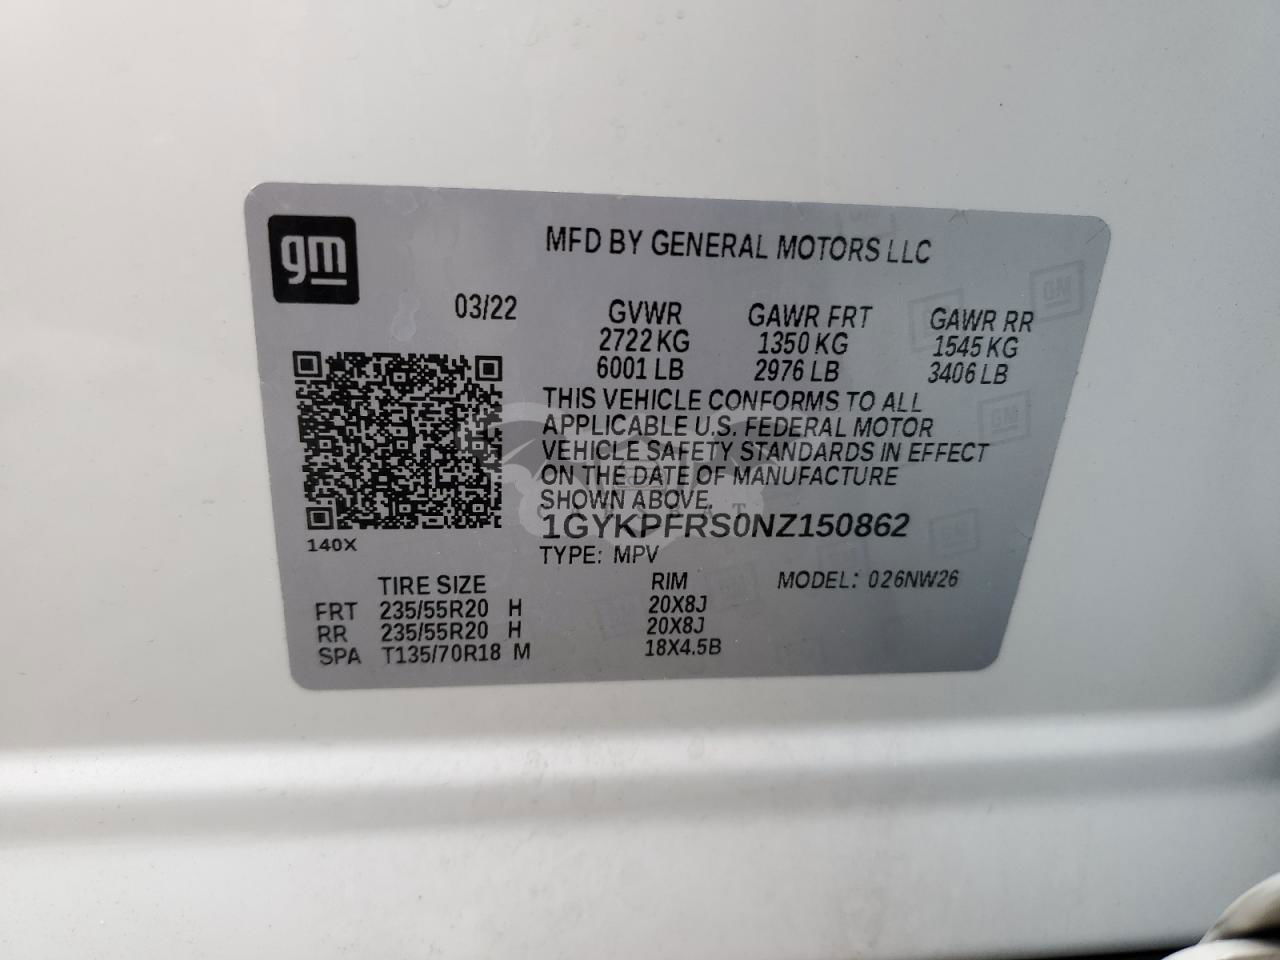 gm
MFD BY GENERAL MOTORS LLC
03/22 GVWR GAWR FRT GAWR RR
2722 KG 1350 KG 1545 KG
6001 LB 2976 LB 3406 LB
THIS VEHICLE CONFORMS TO ALL
APPLICABLE U.S. FEDERAL MOTOR
VEHICLE SAFETY STANDARDS IN EFFECT
ON THE DATE OF MANUFACTURE
SHOWN ABOVE.
1GYKPFRS0NZ150862
140X
TYPE: MPV
TIRE SIZE RIM MODEL: 026NW26
FRT 235/55R20 H 20X8J
RR 235/55R20 H 20X8J
SPA T135/70R18 M 18X4.5B